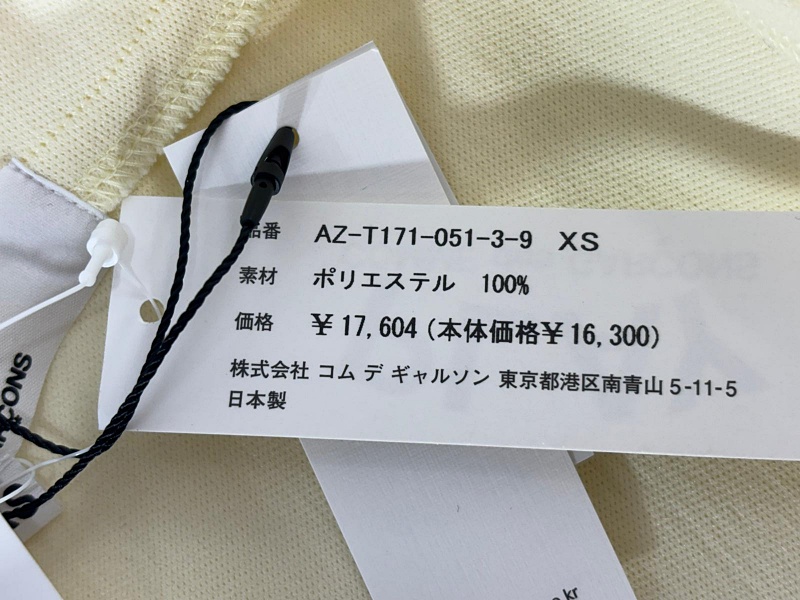 品番 AZ-T171-051-3-9 XS
素材 ポリエステル 100%
価格 ¥17,604 (本体価格¥16,300)
株式会社 コム デ ギャルソン 東京都港区南青山 5-11-5
日本製